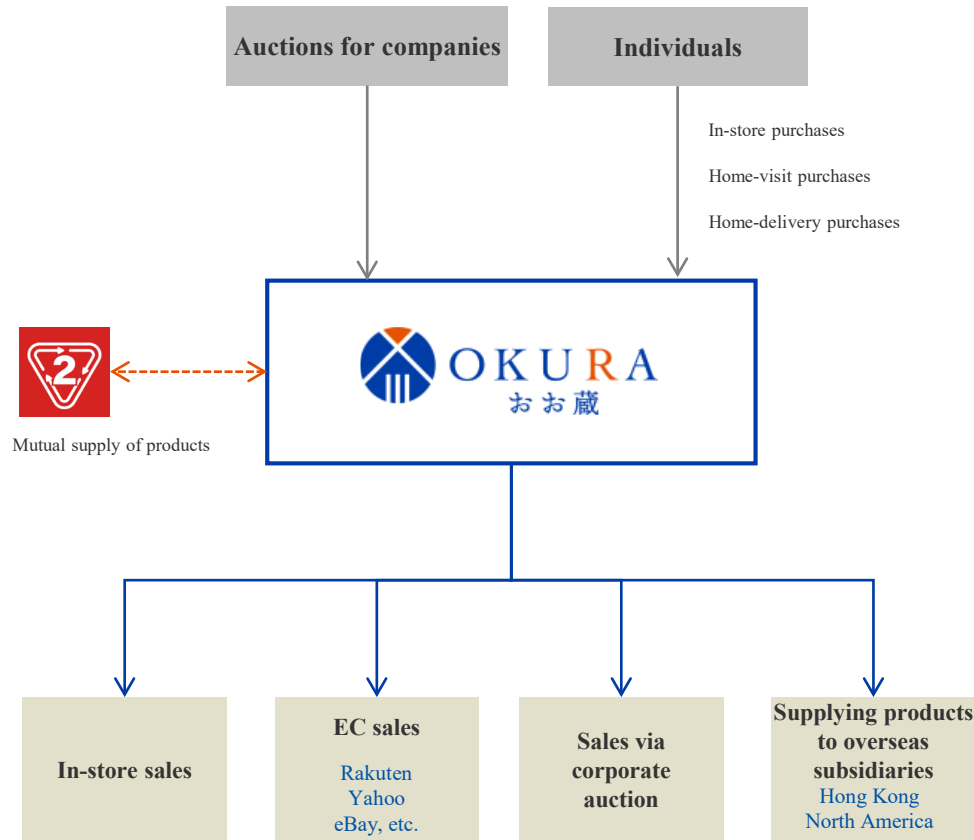 Auctions for companies
Individuals
In-store purchases
Home-visit purchases
Home-delivery purchases
2
OKURA
おお蔵
Mutual supply of products
In-store sales
EC sales
Rakuten
Yahoo
eBay, etc.
Sales via
corporate
auction
Supplying products
to overseas
subsidiaries
Hong Kong
North America